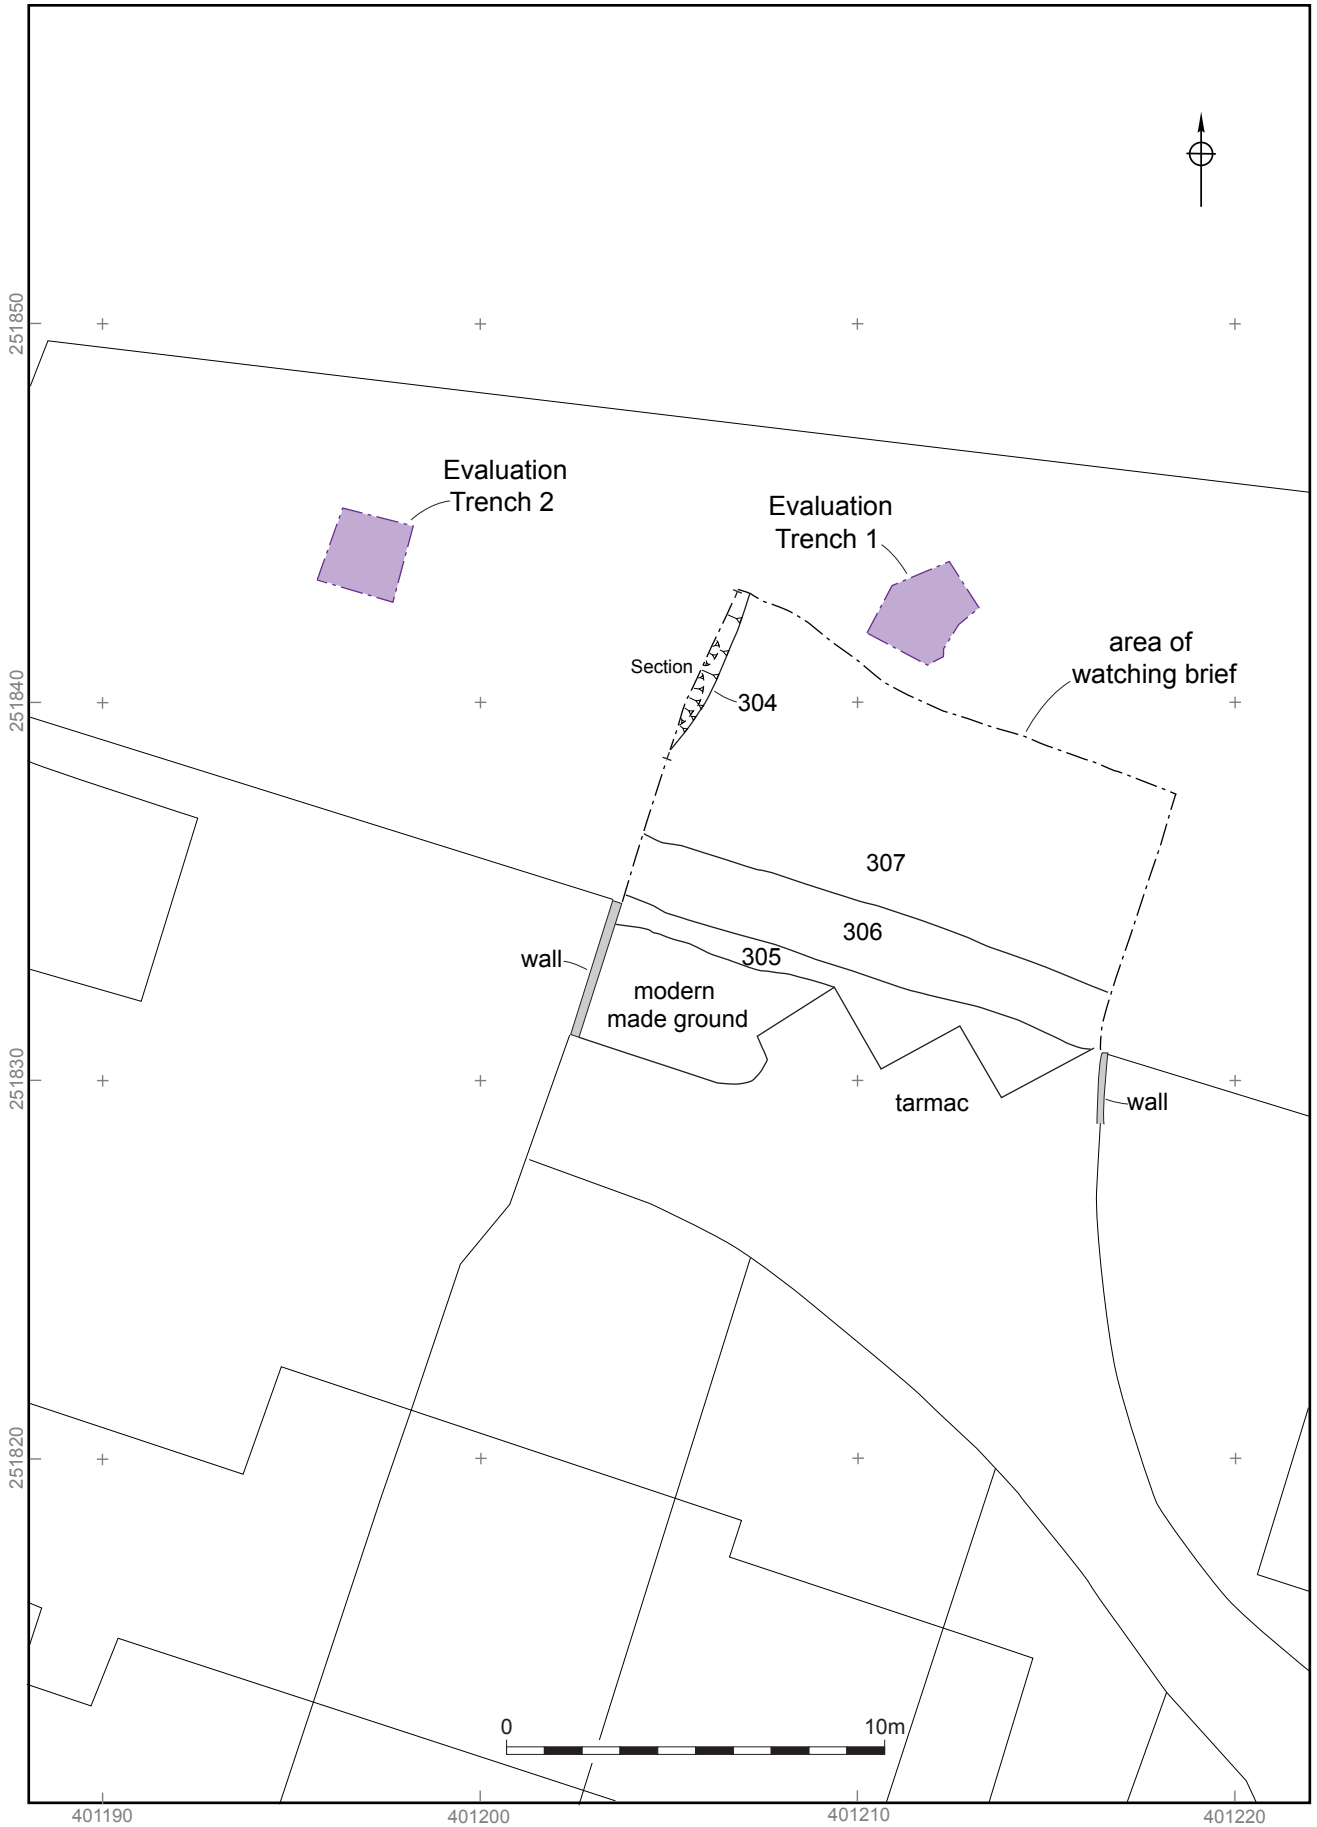 251850
Evaluation
Trench 2
Evaluation
Trench 1
area of
watching brief
Section
304
251840
307
306
305
wall
modern
made ground
251830
tarmac
wall
251820
0 10m
401190 401200 401210 401220